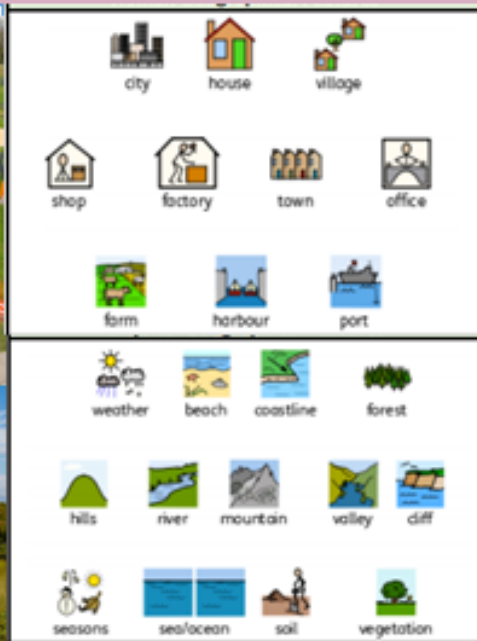 city house village
shop factory town office
farm harbour port
weather beach coastline forest
hills river mountain valley cliff
seasons sea/ocean soil vegetation